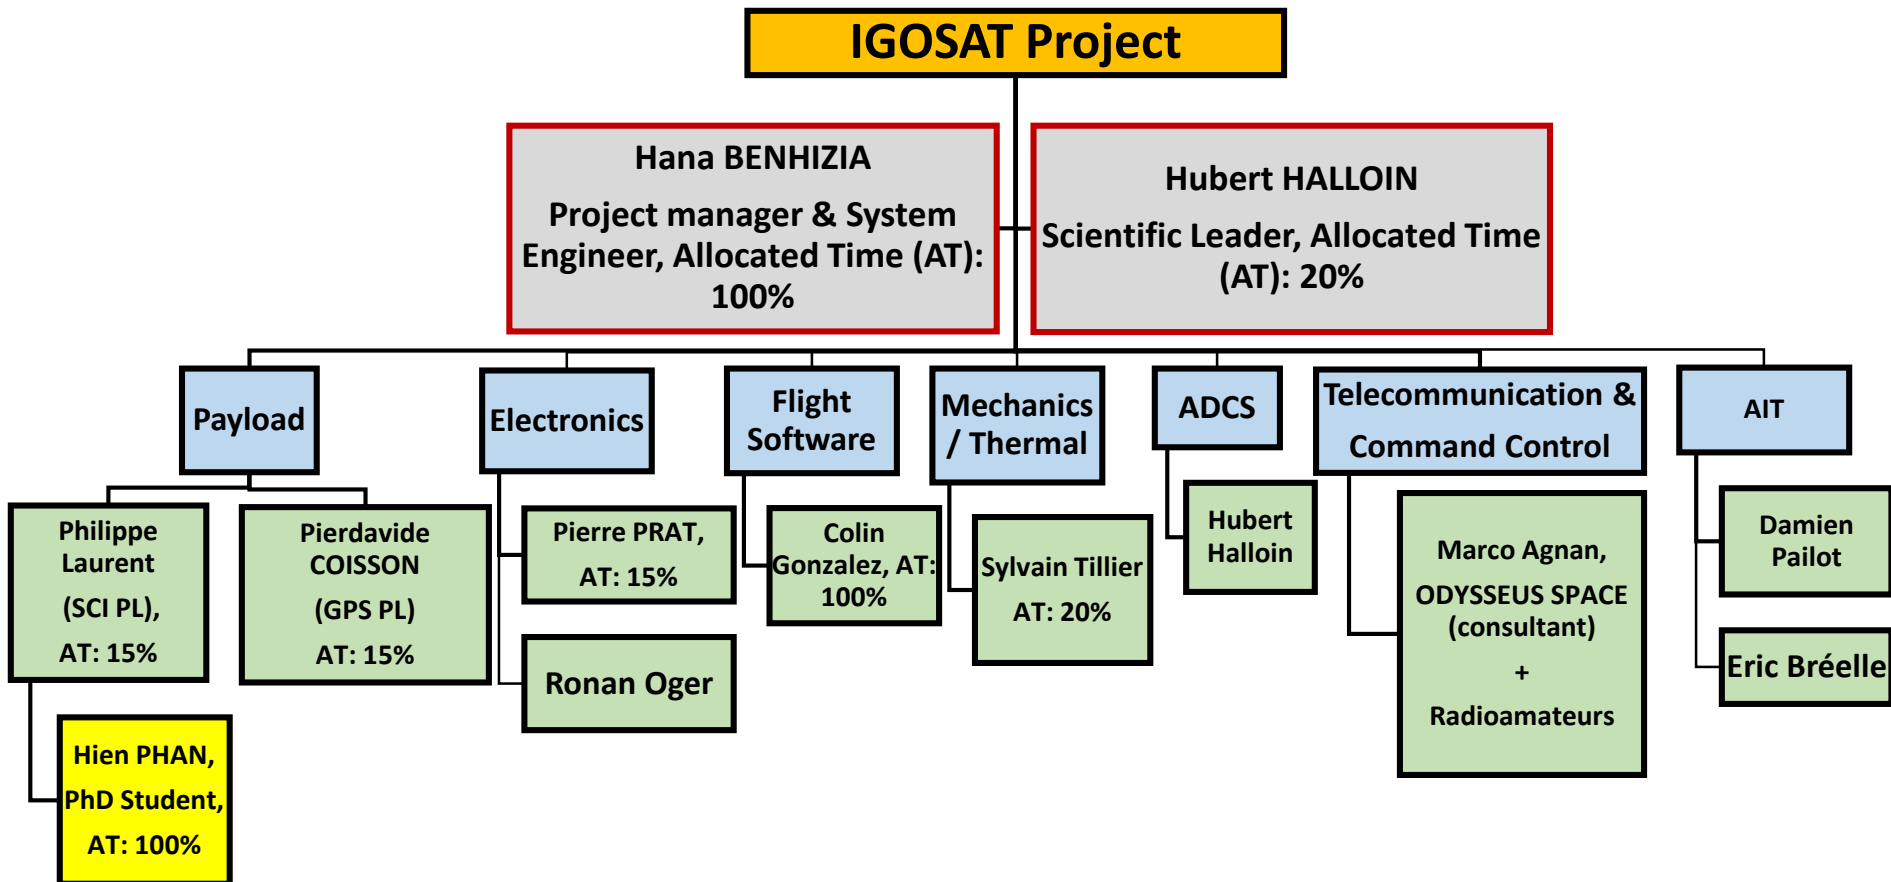 IGOSAT Project
Hana BENHIZIA
Project manager & System
Engineer, Allocated Time (AT):
100%
Hubert HALLOIN
Scientific Leader, Allocated Time
(AT): 20%
Payload
Electronics
Flight
Software
Mechanics
/ Thermal
ADCS
Telecommunication &
Command Control
AIT
Philippe
Laurent
(SCI PL),
AT: 15%
Pierdavide
COISSON
(GPS PL)
AT: 15%
Pierre PRAT,
AT: 15%
Ronan Oger
Colin
Gonzalez, AT:
100%
Sylvain Tillier
AT: 20%
Hubert
Halloin
Marco Agnan,
ODYSSEUS SPACE
(consultant)
+
Radioamateurs
Damien
Pailot
Eric Bréelle
Hien PHAN,
PhD Student,
AT: 100%